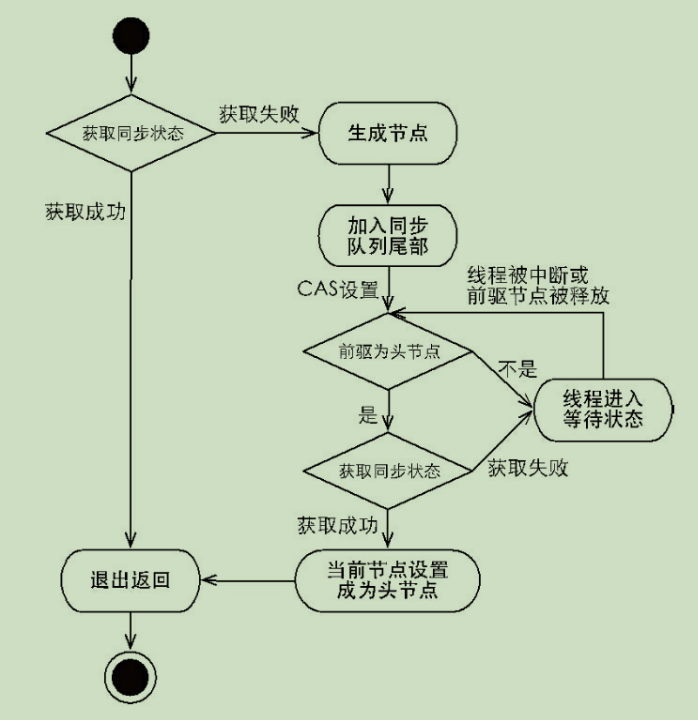 获取同步状态
获取失败
生成节点
获取成功
加入同步
队列尾部
CAS设置
线程被中断或
前驱节点被释放
前驱为头节点
不是
线程进入
等待状态
是
获取同步状态
获取失败
获取成功
退出返回
当前节点设置
成为头节点